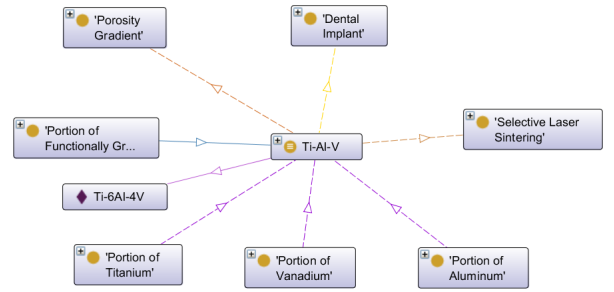 'Porosity
Gradient'
'Dental
Implant'
'Portion of
Functionally Gr...
Ti-Al-V
'Selective Laser
Sintering'
Ti-6Al-4V
'Portion of
Titanium'
'Portion of
Vanadium'
'Portion of
Aluminum'